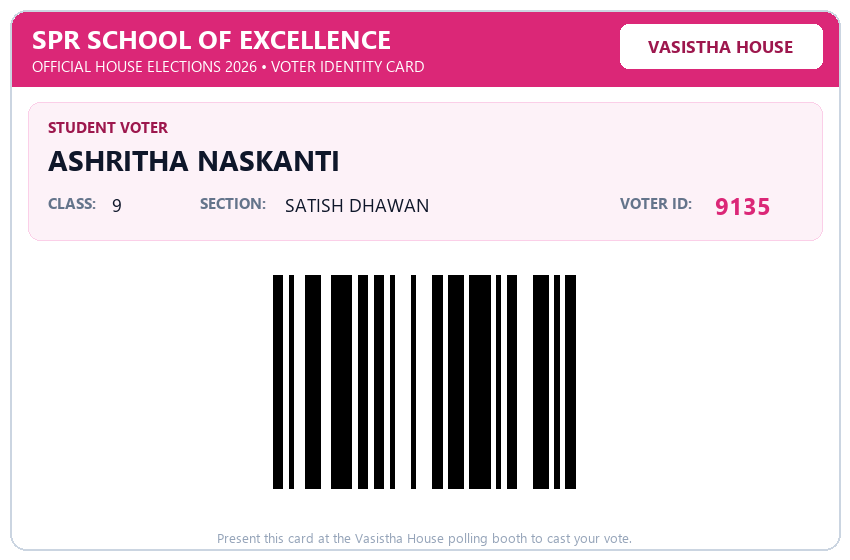 SPR SCHOOL OF EXCELLENCE
OFFICIAL HOUSE ELECTIONS 2026 • VOTER IDENTITY CARD
VASISTHA HOUSE
STUDENT VOTER
ASHRITHA NASKANTI
CLASS: 9 SECTION: SATISH DHAWAN VOTER ID: 9135
Present this card at the Vasistha House polling booth to cast your vote.